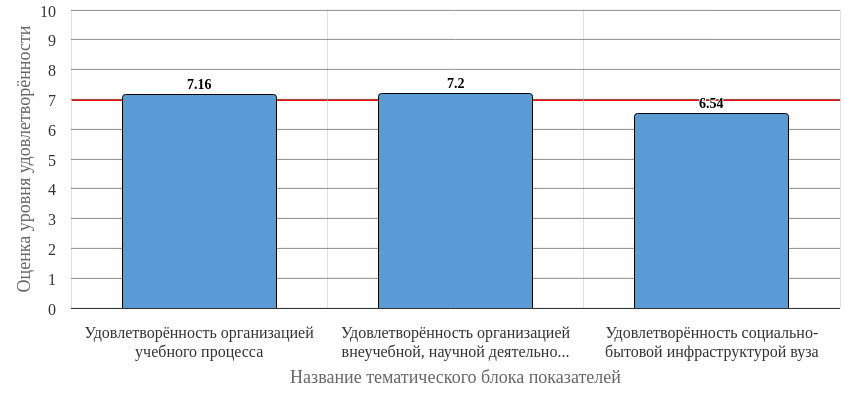 Оценка уровня удовлетворённости
10
9
8
7
6
5
4
3
2
1
0
7.16
7.2
6.54
Удовлетворённость организацией
учебного процесса
Удовлетворённость организацией
внеучебной, научной деятельно...
Удовлетворённость социально-
бытовой инфраструктурой вуза
Название тематического блока показателей